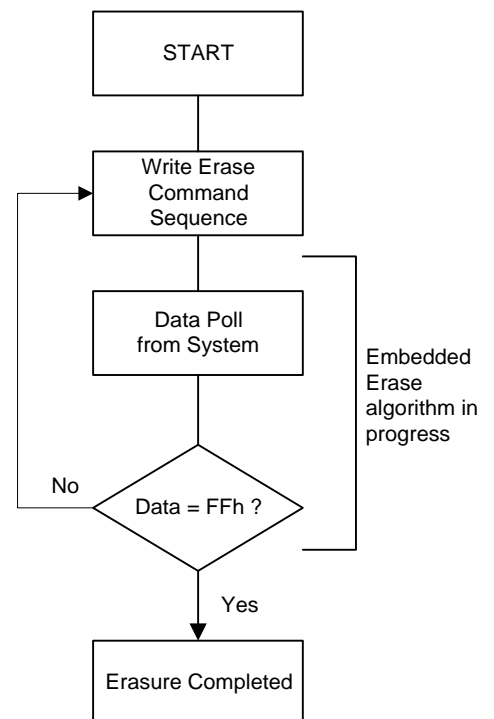 START
Write Erase
Command
Sequence
Data Poll
from System
Embedded
Erase
algorithm in
progress
No
Data = FFh ?
Yes
Erasure Completed